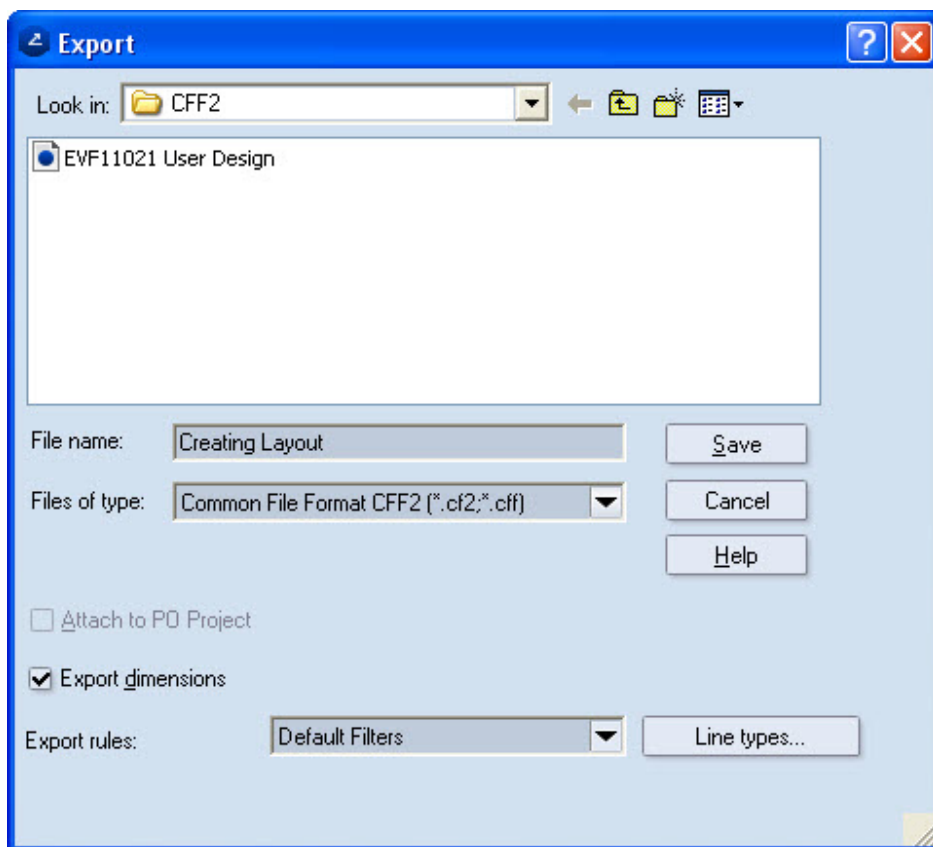 Export
Look in: CFF2
EVF11021 User Design
File name: Creating Layout Save
Files of type: Common File Format CFF2 (*.cf2;*.cff) Cancel
Help
Attach to PO Project
Export dimensions
Export rules: Default Filters Line types...